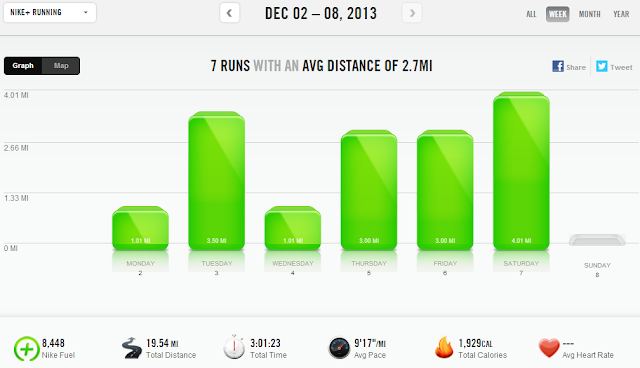 NIKE+ RUNNING
DEC 02 – 08, 2013
ALL WEEK MONTH YEAR
Graph Map
7 RUNS WITH AN AVG DISTANCE OF 2.7MI
Share Tweet
4.01 MI
2.66 MI
1.33 MI
0 MI
1.01 MI 3.50 MI 1.01 MI 3.00 MI 3.00 MI 4.01 MI
MONDAY TUESDAY WEDNESDAY THURSDAY FRIDAY SATURDAY SUNDAY
2 3 4 5 6 7 8
8,448 19.54 MI 3:01:23 9'17"/MI 1,929CAL ---
Nike Fuel Total Distance Total Time Avg Pace Total Calories Avg Heart Rate